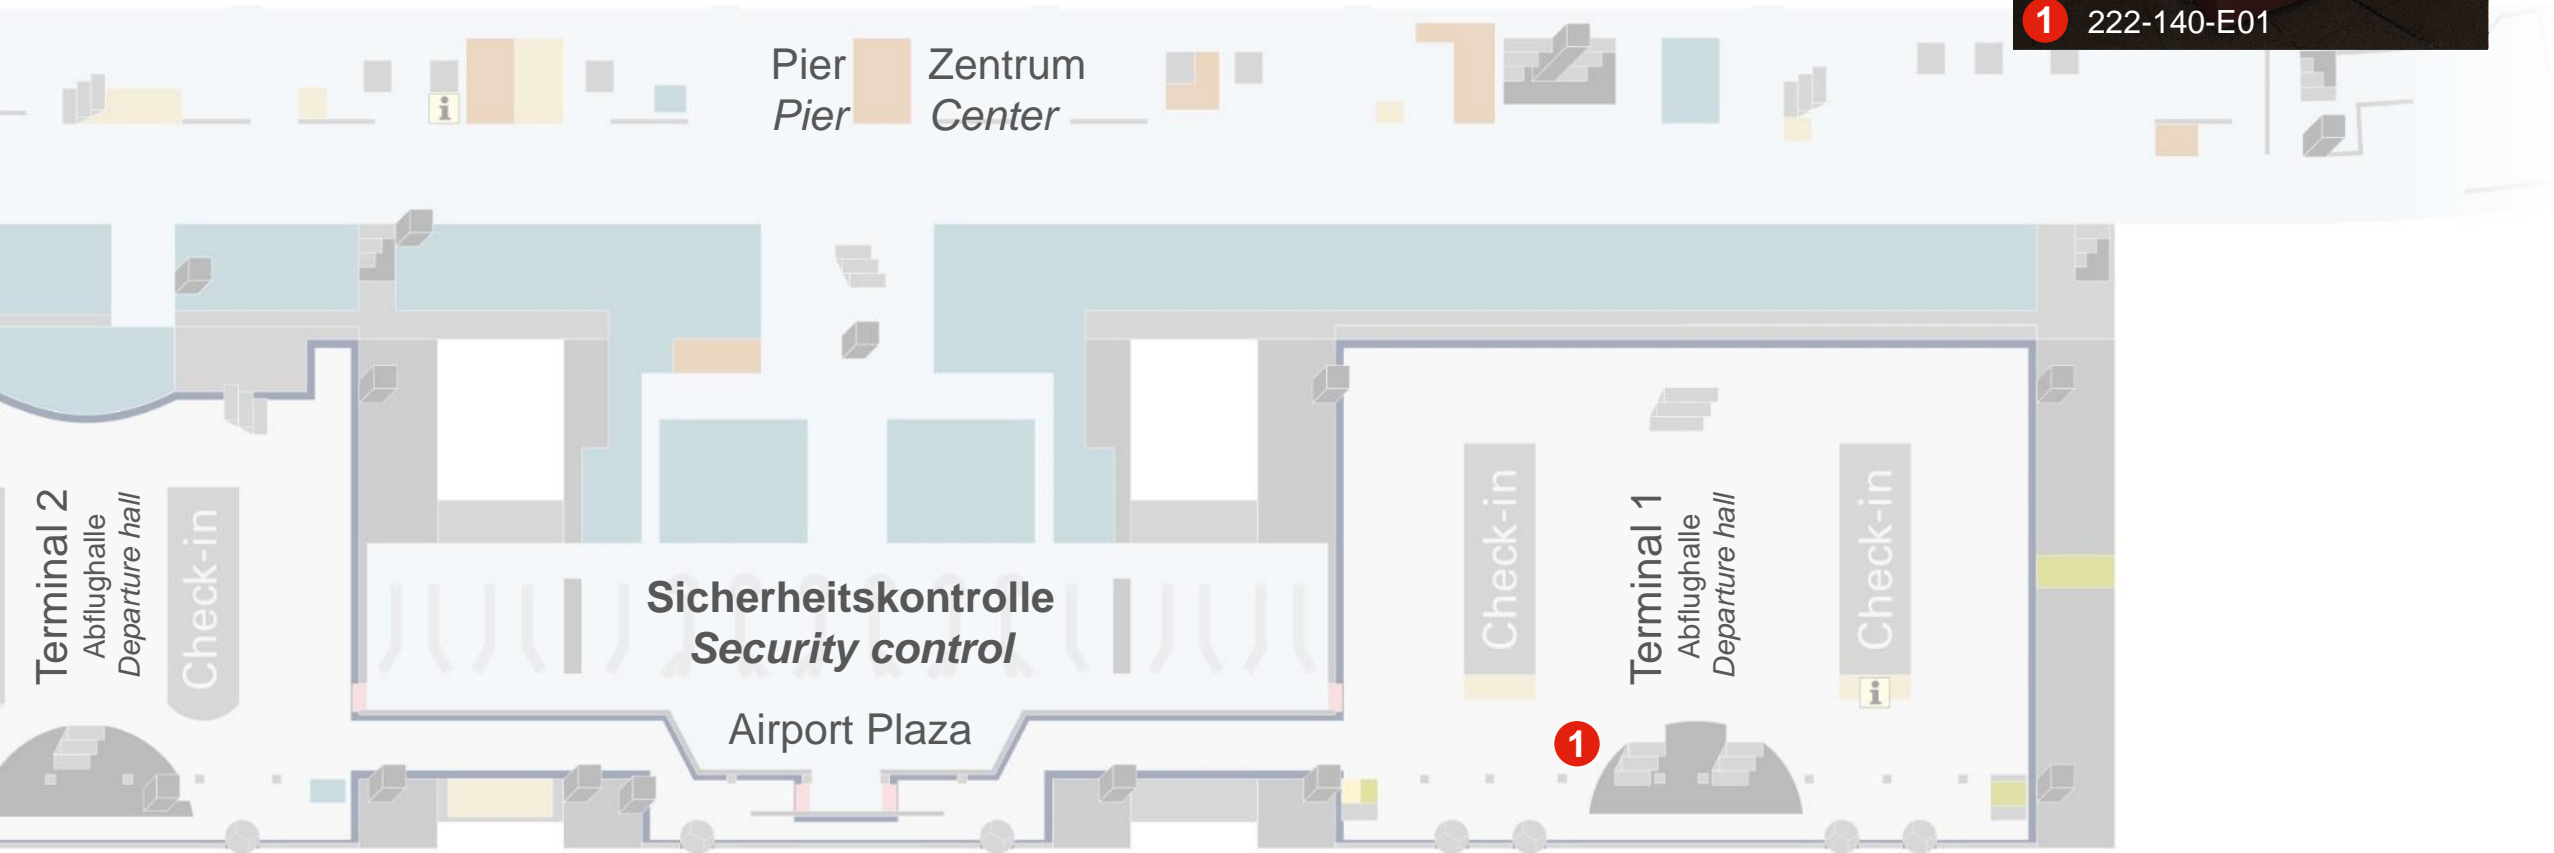 1 222-140-E01
Pier Zentrum
Pier Center
i
Terminal 2
Abflughalle
Departure hall
Check-in
Sicherheitskontrolle
Security control
Airport Plaza
Check-in
Terminal 1
Abflughalle
Departure hall
Check-in
i
1